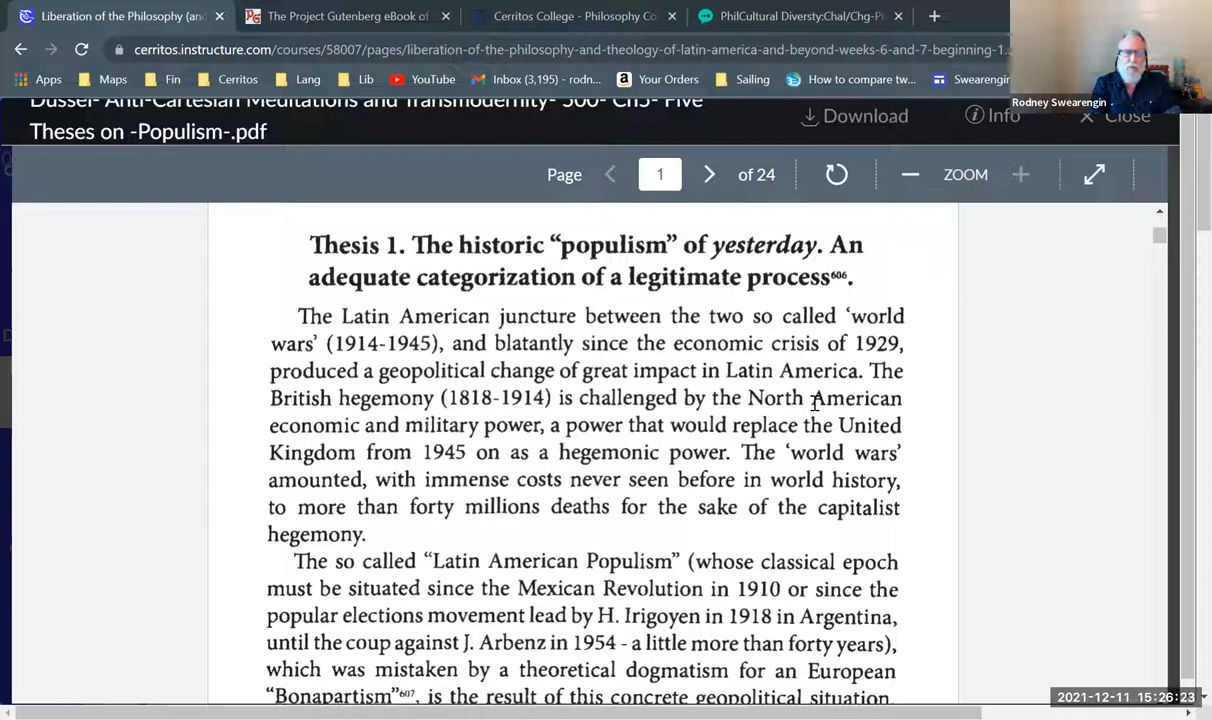 Liberation of the Philosophy (and
The Project Gutenberg eBook of
Cerritos College - Philosophy Co
PhilCultural Diversty:Chal/Chg-P
cerritos.instructure.com/courses/58007/pages/liberation-of-the-philosophy-and-theology-of-latin-america-and-beyond-weeks-6-and-7-beginning-1...
Apps Maps Fin Cerritos Lang Lib YouTube Inbox (3,195) - rodn... Your Orders Sailing How to compare tw... Swearengin
Rodney Swearengin
Dussel- Anti-Cartesian Meditations and Transmodernity- 300- Ch5- Five
Theses on -Populism-.pdf
Download Info Close
Page 1 of 24 ZOOM
Thesis 1. The historic “populism” of yesterday. An
adequate categorization of a legitimate process⁶⁰⁶.
The Latin American juncture between the two so called ‘world
wars’ (1914-1945), and blatantly since the economic crisis of 1929,
produced a geopolitical change of great impact in Latin America. The
British hegemony (1818-1914) is challenged by the North American
economic and military power, a power that would replace the United
Kingdom from 1945 on as a hegemonic power. The ‘world wars’
amounted, with immense costs never seen before in world history,
to more than forty millions deaths for the sake of the capitalist
hegemony.
The so called “Latin American Populism” (whose classical epoch
must be situated since the Mexican Revolution in 1910 or since the
popular elections movement lead by H. Irigoyen in 1918 in Argentina,
until the coup against J. Arbenz in 1954 - a little more than forty years),
which was mistaken by a theoretical dogmatism for an European
“Bonapartism”⁶⁰⁷, is the result of this concrete geopolitical situation.
2021-12-11 15:26:23